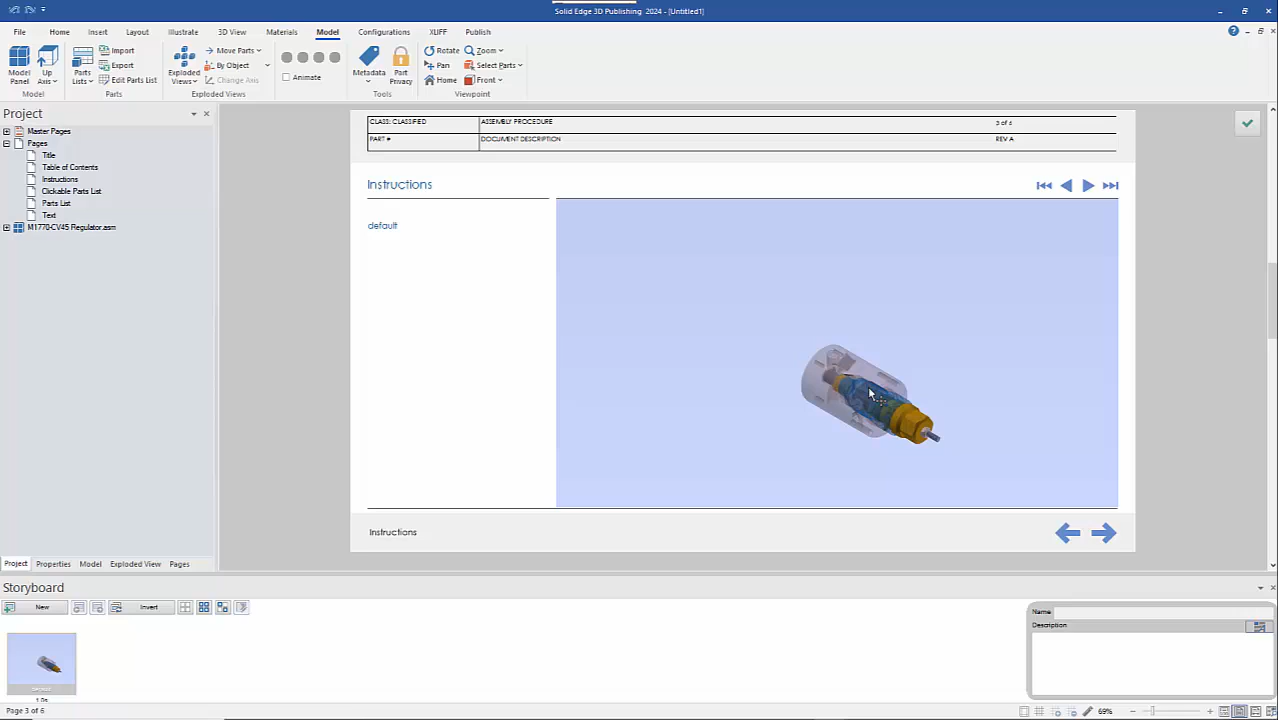 Solid Edge 3D Publishing 2024 - [Untitled1]
File Home Insert Layout Illustrate 3D View Materials Model Configurations XLIFF Publish
Model Panel
Up Axis
Model
Parts Lists
Import
Export
Edit Parts List
Parts
Exploded Views
Move Parts
By Object
Change Axis
Exploded Views
Animate
Metadata
Part Privacy
Tools
Rotate
Pan
Home
Zoom
Select Parts
Front
Viewpoint
Project
Master Pages
Pages
Title
Table of Contents
Instructions
Clickable Parts List
Parts List
Text
M1770-CV45 Regulator.asm
Project Properties Model Exploded View Pages
CLASS: CLASSIFIED ASSEMBLY PROCEDURE 3 of 6
PART # DOCUMENT DESCRIPTION REV A
Instructions
default
Instructions
Storyboard
New Invert
1.0s
Name
Description
Page 3 of 6
69%